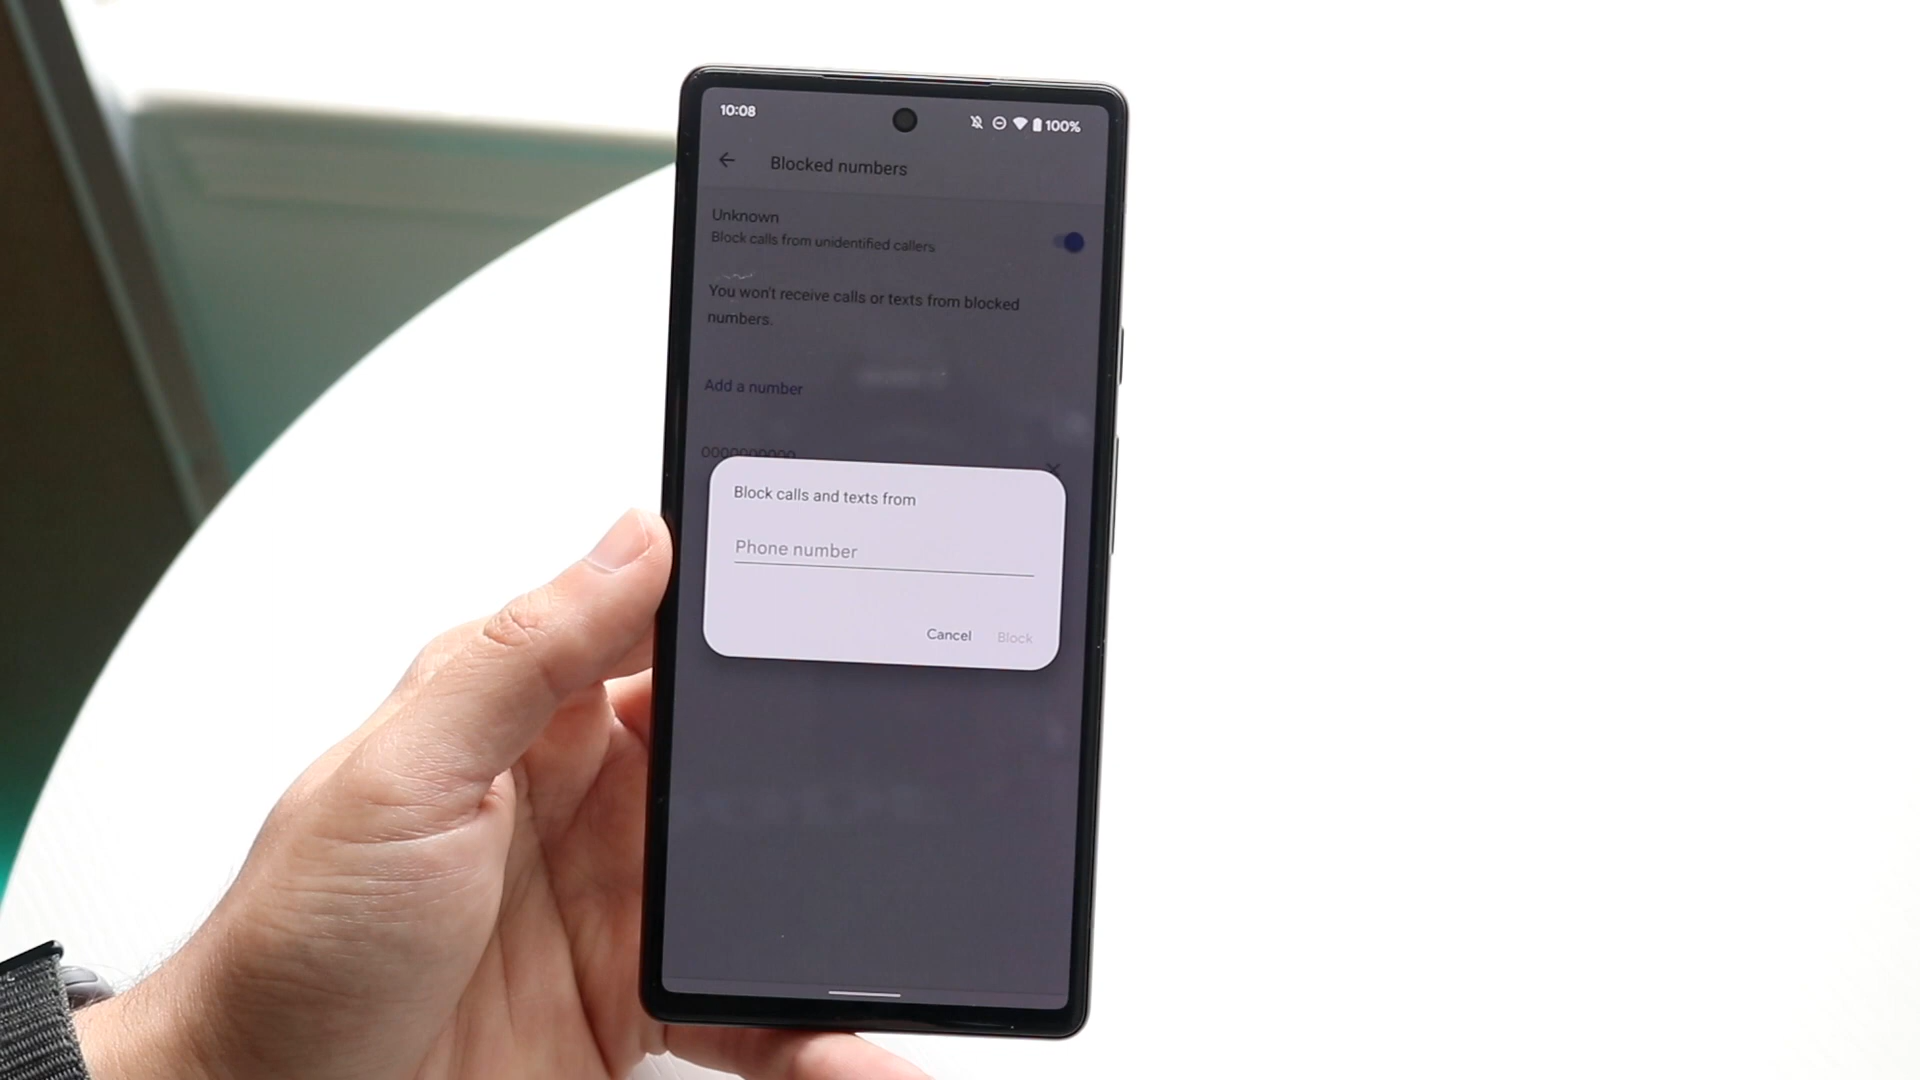 10:08
100%
Blocked numbers
Unknown
Block calls from unidentified callers
You won't receive calls or texts from blocked
numbers.
Add a number
0000000000
Block calls and texts from
Phone number
Cancel Block